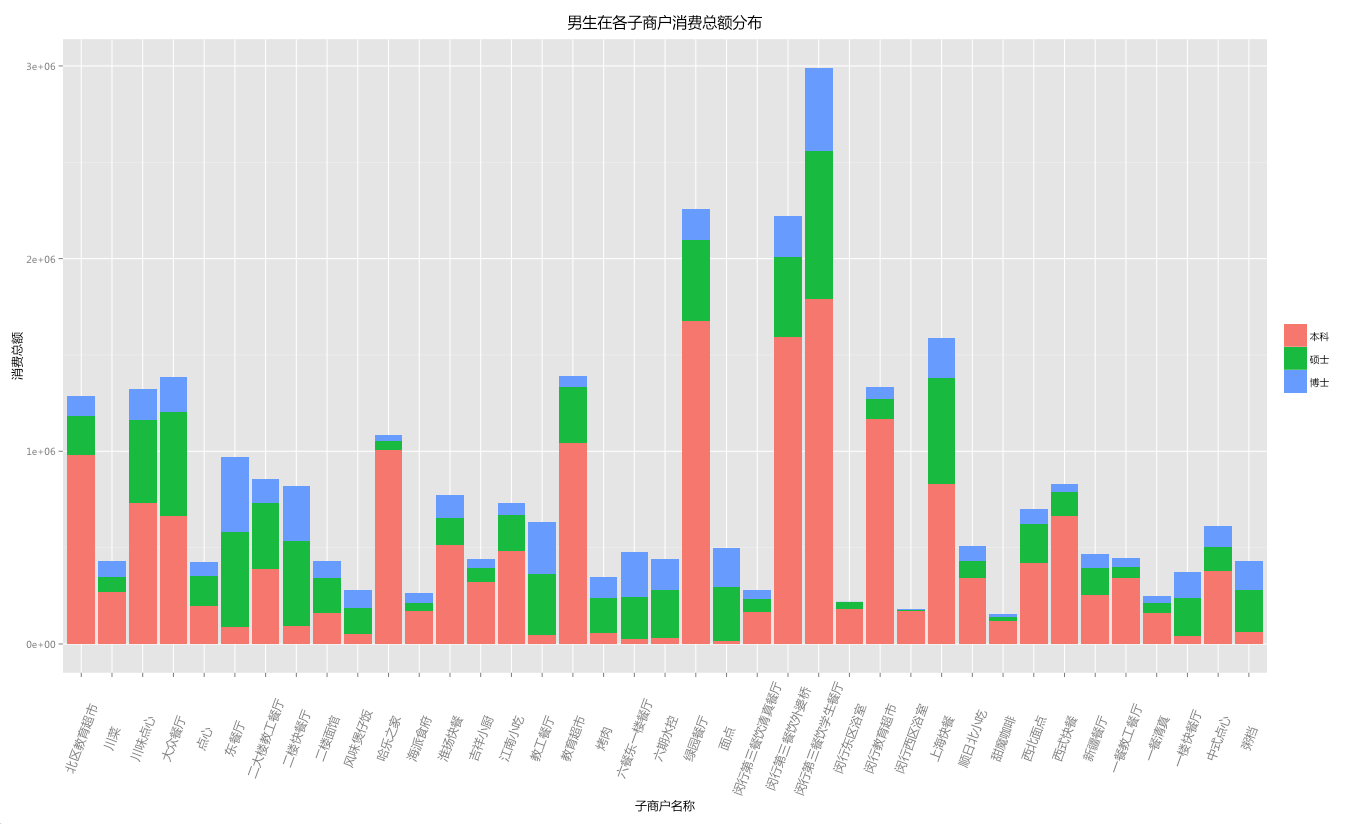 男生在各子商户消费总额分布
消费总额
3e+06
2e+06
1e+06
0e+00
北区教育超市
川菜
川味点心
大众餐厅
点心
东餐厅
二大楼教工餐厅
二楼快餐厅
二楼面馆
风味煲仔饭
哈乐之家
海派食府
淮扬快餐
吉祥小厨
江南小吃
教工餐厅
教育超市
烤肉
六餐东一楼餐厅
六期水控
绿园餐厅
面点
闵行第三餐饮清真餐厅
闵行第三餐饮外婆桥
闵行第三餐饮学生餐厅
闵行东区浴室
闵行教育超市
闵行西区浴室
上海快餐
顺旦北小吃
甜魔咖啡
西北面点
西式快餐
新疆餐厅
一餐教工餐厅
一餐清真
一楼快餐厅
中式点心
粥档
子商户名称
本科
硕士
博士